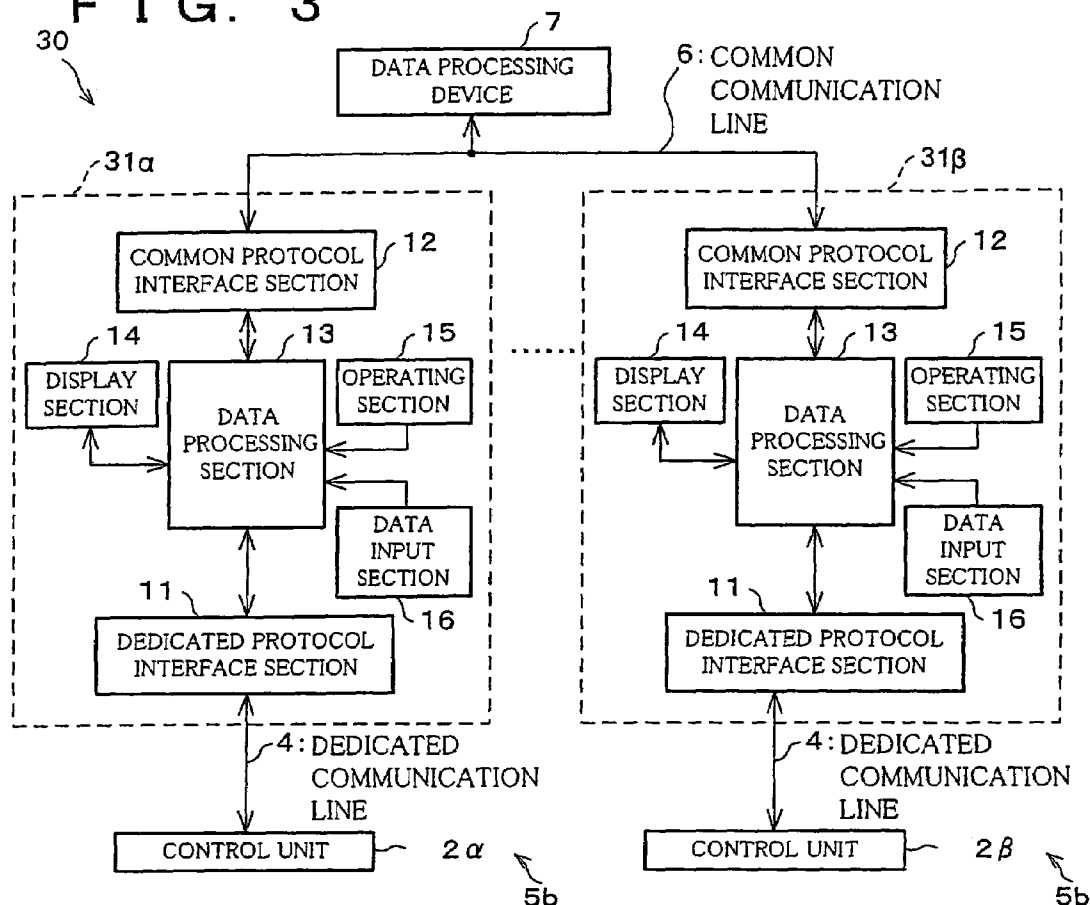 FIG. 3
30
7
DATA PROCESSING
DEVICE
6: COMMON
COMMUNICATION
LINE
31α
31β
COMMON PROTOCOL
INTERFACE SECTION
12
COMMON PROTOCOL
INTERFACE SECTION
12
14
13
15
DISPLAY
SECTION
DATA
PROCESSING
SECTION
OPERATING
SECTION
DATA
INPUT
SECTION
16
11
DEDICATED PROTOCOL
INTERFACE SECTION
........
14
13
15
DISPLAY
SECTION
DATA
PROCESSING
SECTION
OPERATING
SECTION
DATA
INPUT
SECTION
16
11
DEDICATED PROTOCOL
INTERFACE SECTION
4: DEDICATED
COMMUNICATION
LINE
4: DEDICATED
COMMUNICATION
LINE
CONTROL UNIT
2α
5b
CONTROL UNIT
2β
5b